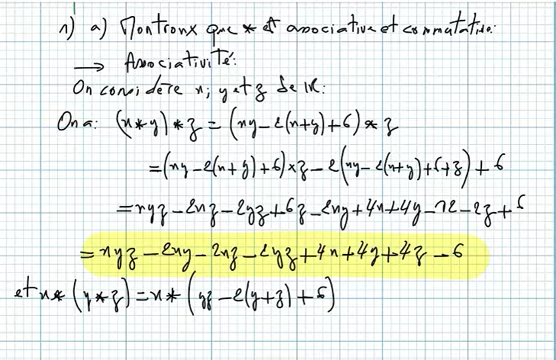 1) a) Montronx que * est associative et commutative.
→ Associativité:
On considère x; y et z de IR:
On a: (x*y)*z = (xy-2(x+y)+6)*z
=(xy-2(x+y)+6)×z-2(xy-2(x+y)+6+z)+6
=xyz-2xz-2yz+6z-2xy+4x+4y-12-2z+6
=xyz-2xy-2xz-2yz+4x+4y+4z-6
et x*(y*z)=x*(yz-2(y+z)+6)